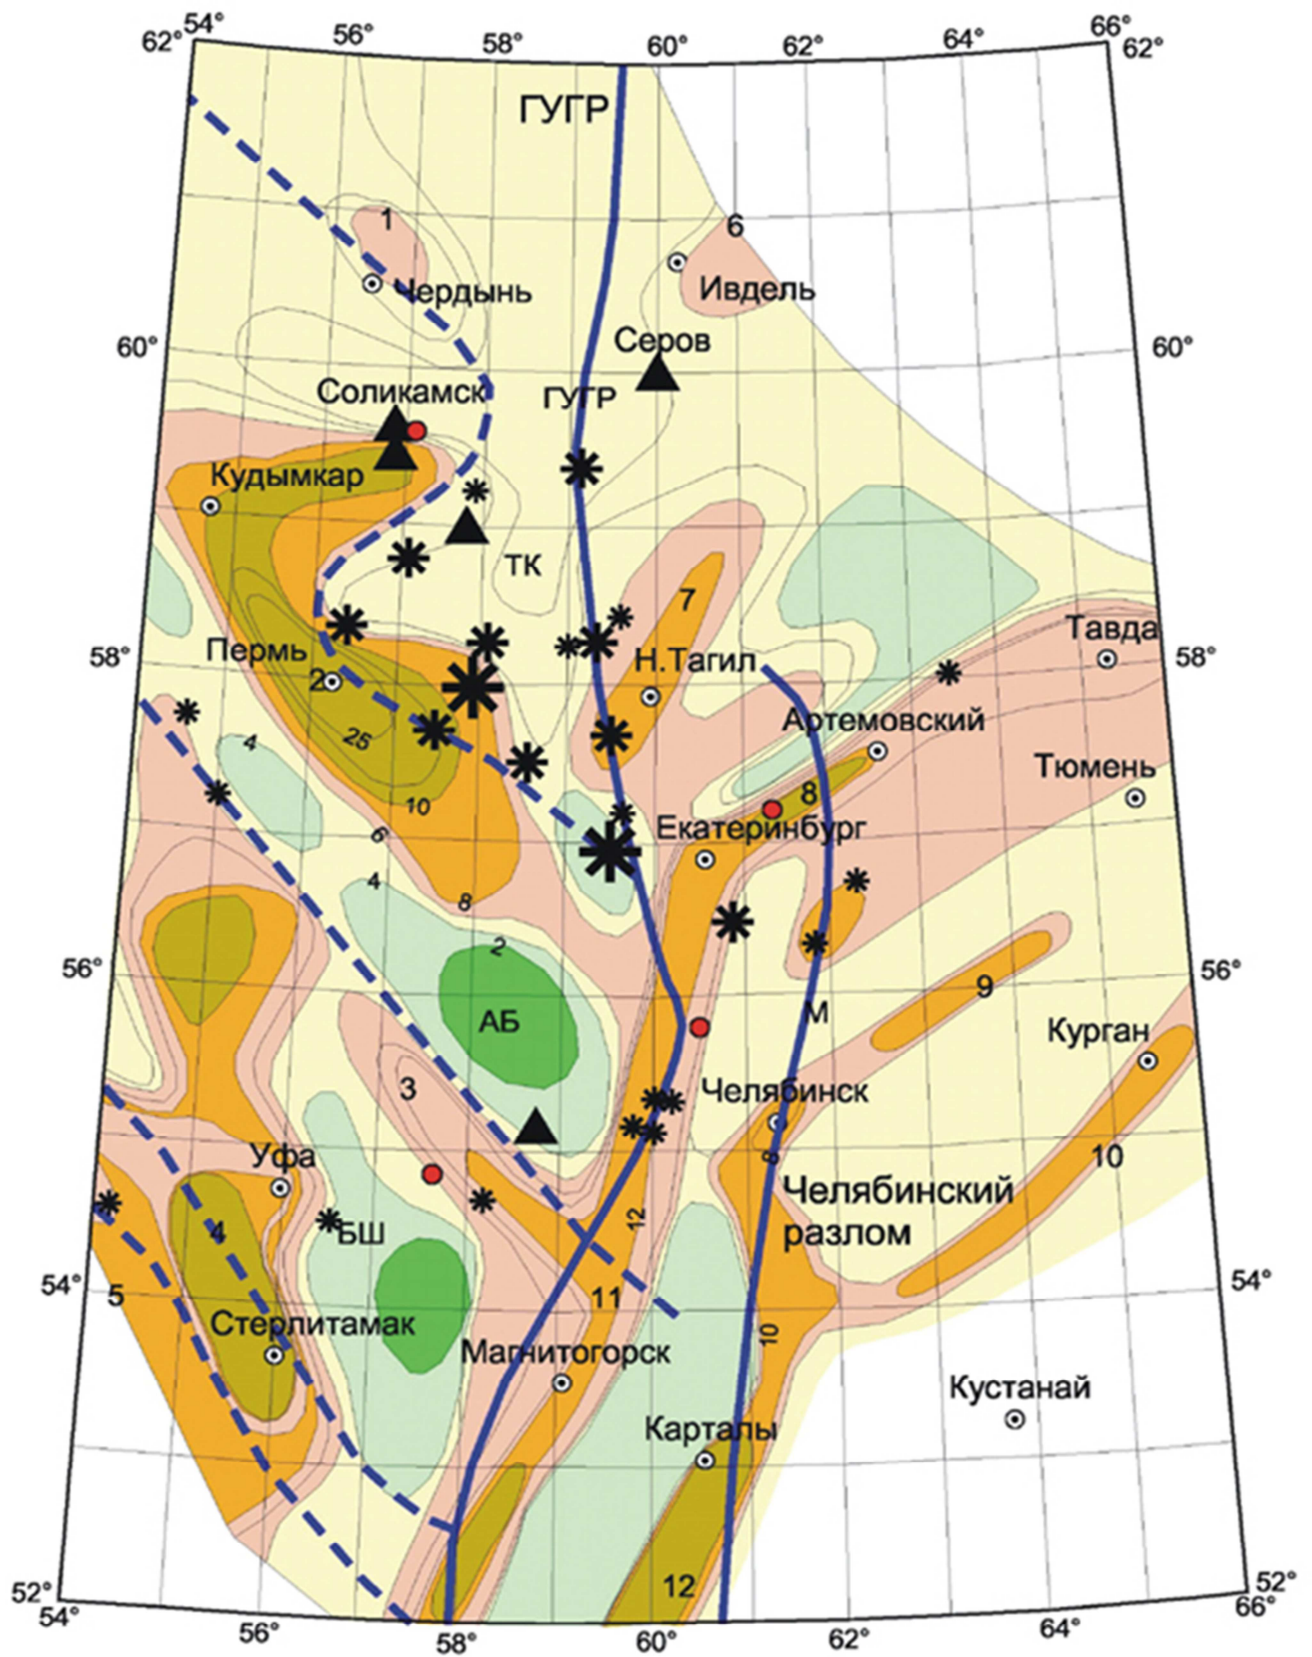 54°
56°
58°
60°
62°
64°
66°
62°
62°
ГУГР
1
6
Чердынь
Ивдель
60°
Серов
60°
Соликамск
ГУГР
Кудымкар
ТК
7
Тавда
58°
Пермь
Н.Тагил
58°
2
4
25
Артемовский
Тюмень
10
8
6
Екатеринбург
4
8
2
56°
56°
9
АБ
М
Курган
3
Челябинск
Уфа
8
10
Челябинский
разлом
4
БШ
12
54°
54°
5
11
Стерлитамак
10
Магнитогорск
Кустанай
Карталы
12
52°
52°
54°
56°
58°
60°
62°
64°
66°